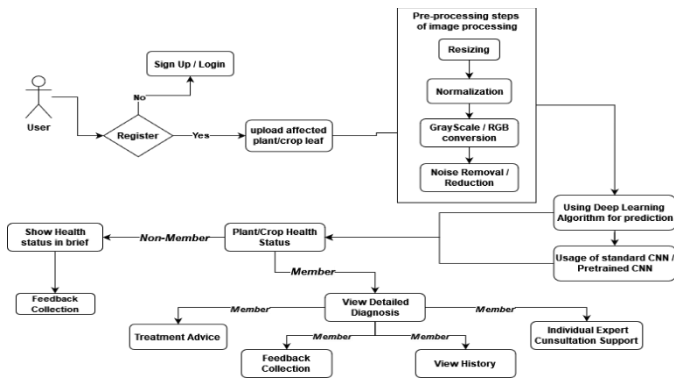 Pre-processing steps
of image processing
Resizing
Normalization
GrayScale / RGB
conversion
Noise Removal /
Reduction
Sign Up / Login
No
User
Register
Yes
upload affected
plant/crop leaf
Using Deep Learning
Algorithm for prediction
Usage of standard CNN /
Pretrained CNN
Show Health
status in brief
Non-Member
Plant/Crop Health
Status
Member
Feedback
Collection
View Detailed
Diagnosis
Member
Member
Treatment Advice
Member
Member
Individual Expert
Cunsultation Support
Feedback
Collection
View History